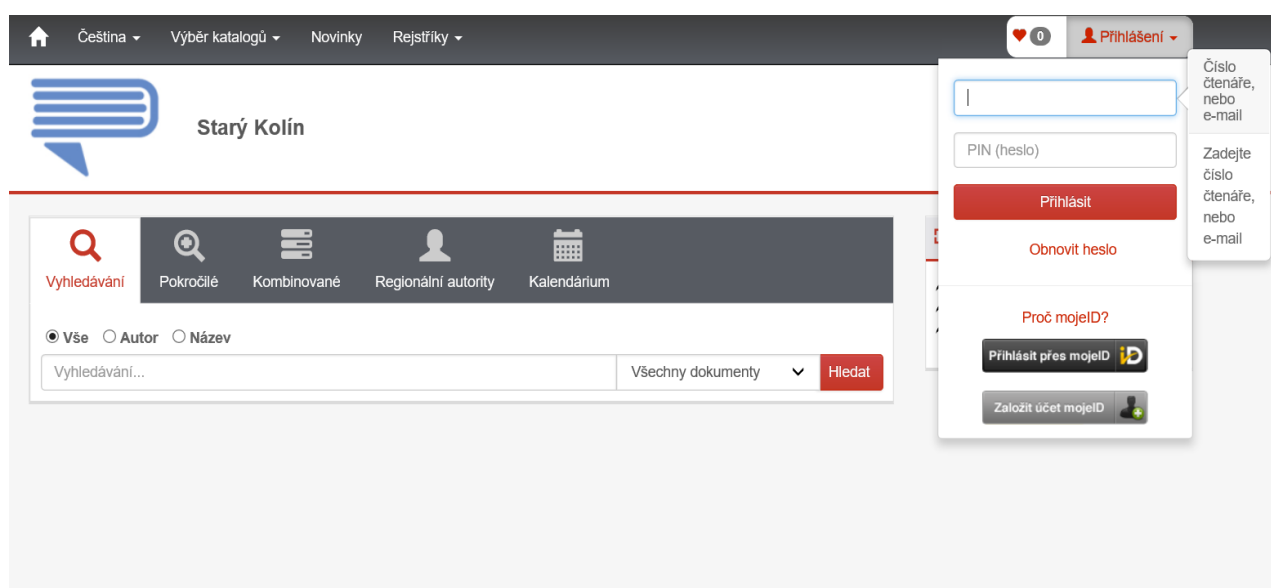 Čeština
Výběr katalogů
Novinky
Rejstříky
0
Přihlášení
Číslo
čtenáře,
nebo
e-mail
Zadejte
číslo
čtenáře,
nebo
e-mail
Starý Kolín
PIN (heslo)
Přihlásit
Obnovit heslo
Proč mojeID?
Přihlásit přes mojeID
Založit účet mojeID
Vyhledávání
Pokročilé
Kombinované
Regionální autority
Kalendárium
Vše
Autor
Název
Vyhledávání...
Všechny dokumenty
Hledat